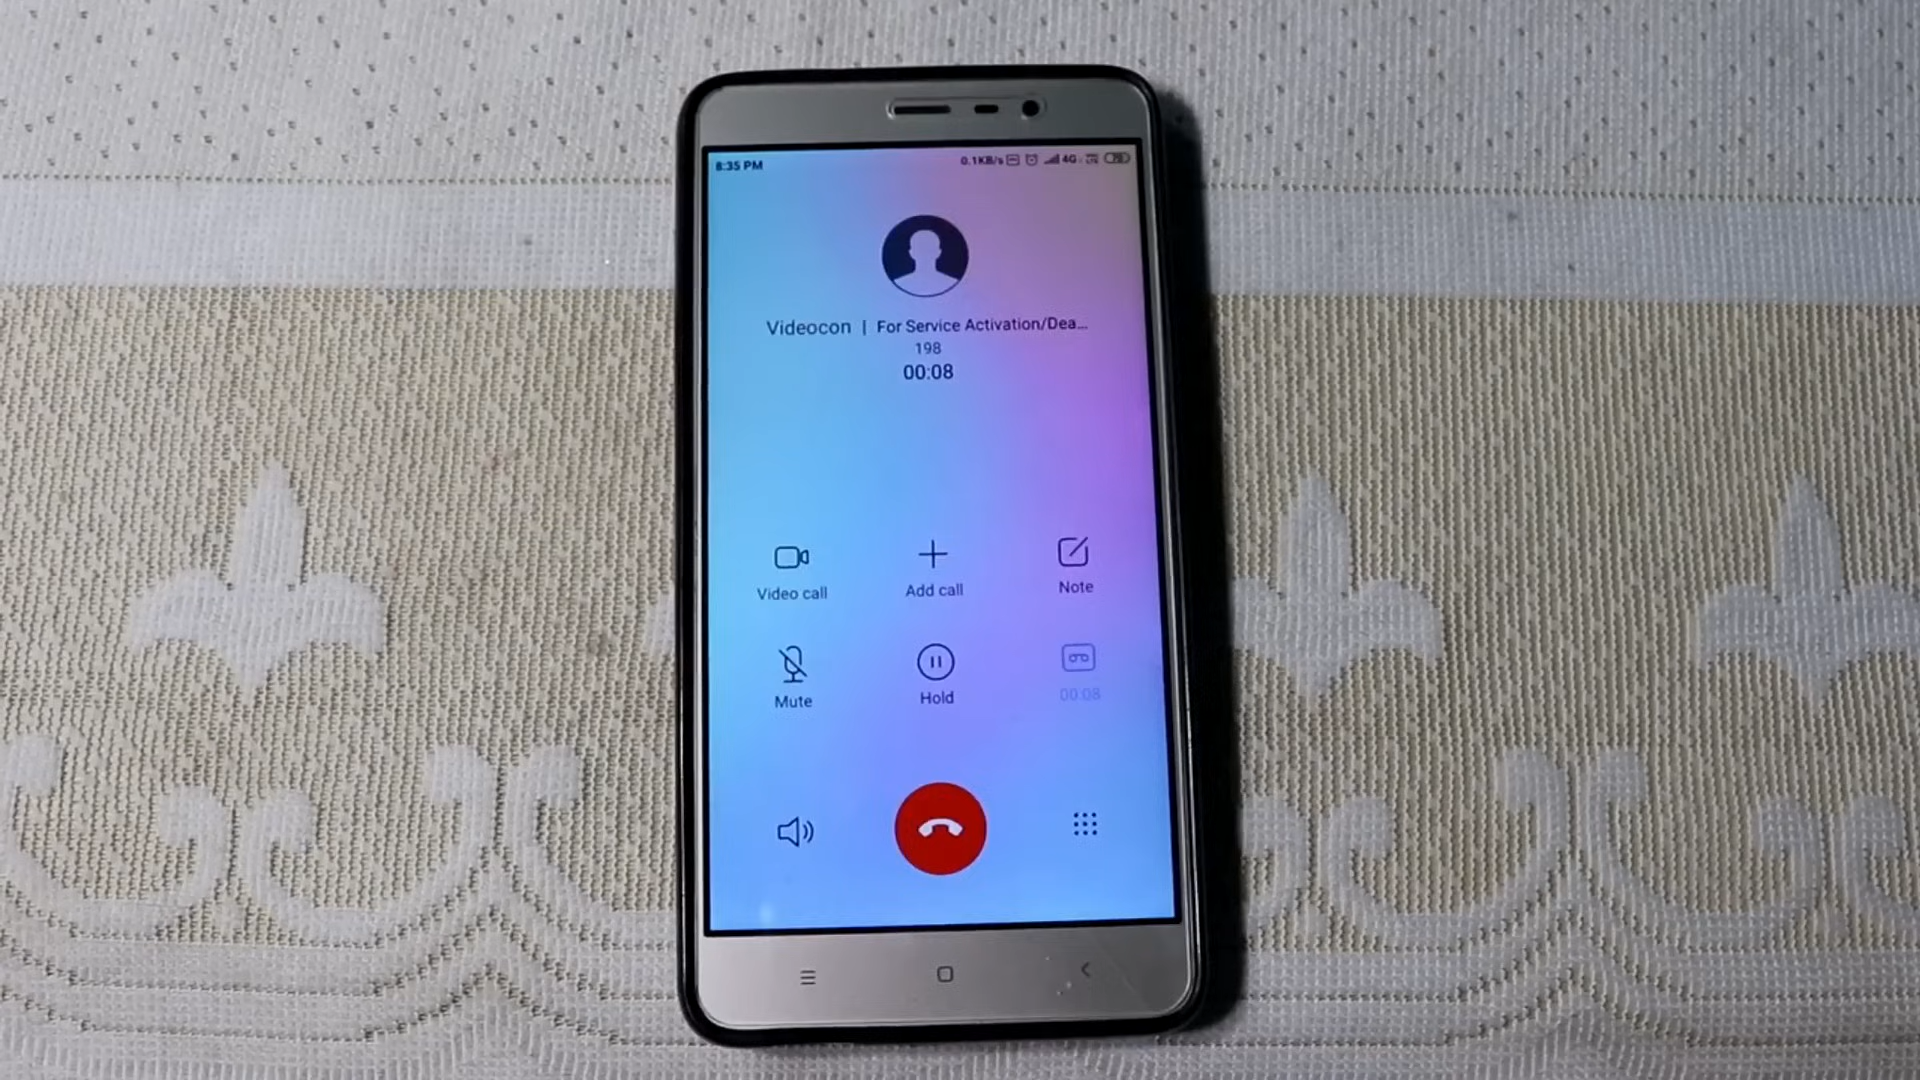 8:35 PM
0.1KB/s 4G
Videocon | For Service Activation/Dea...
198
00:08
Video call
Add call
Note
Mute
Hold
00:08